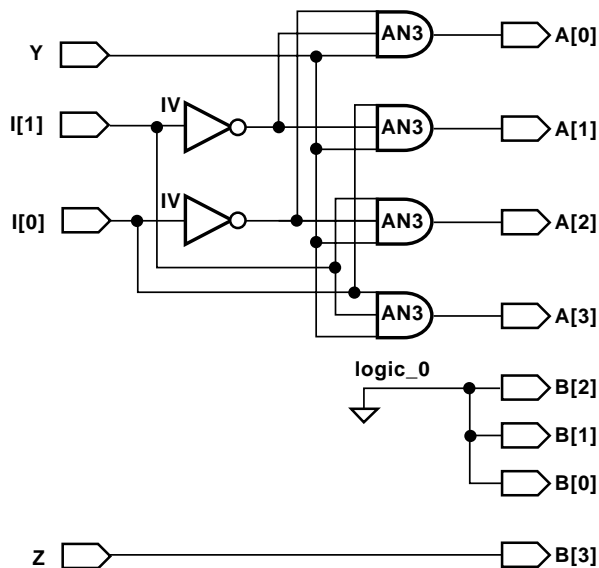 AN3 A[0]
Y
IV
I[1] AN3 A[1]
IV
I[0] AN3 A[2]
AN3 A[3]
logic_0
B[2]
B[1]
B[0]
Z B[3]